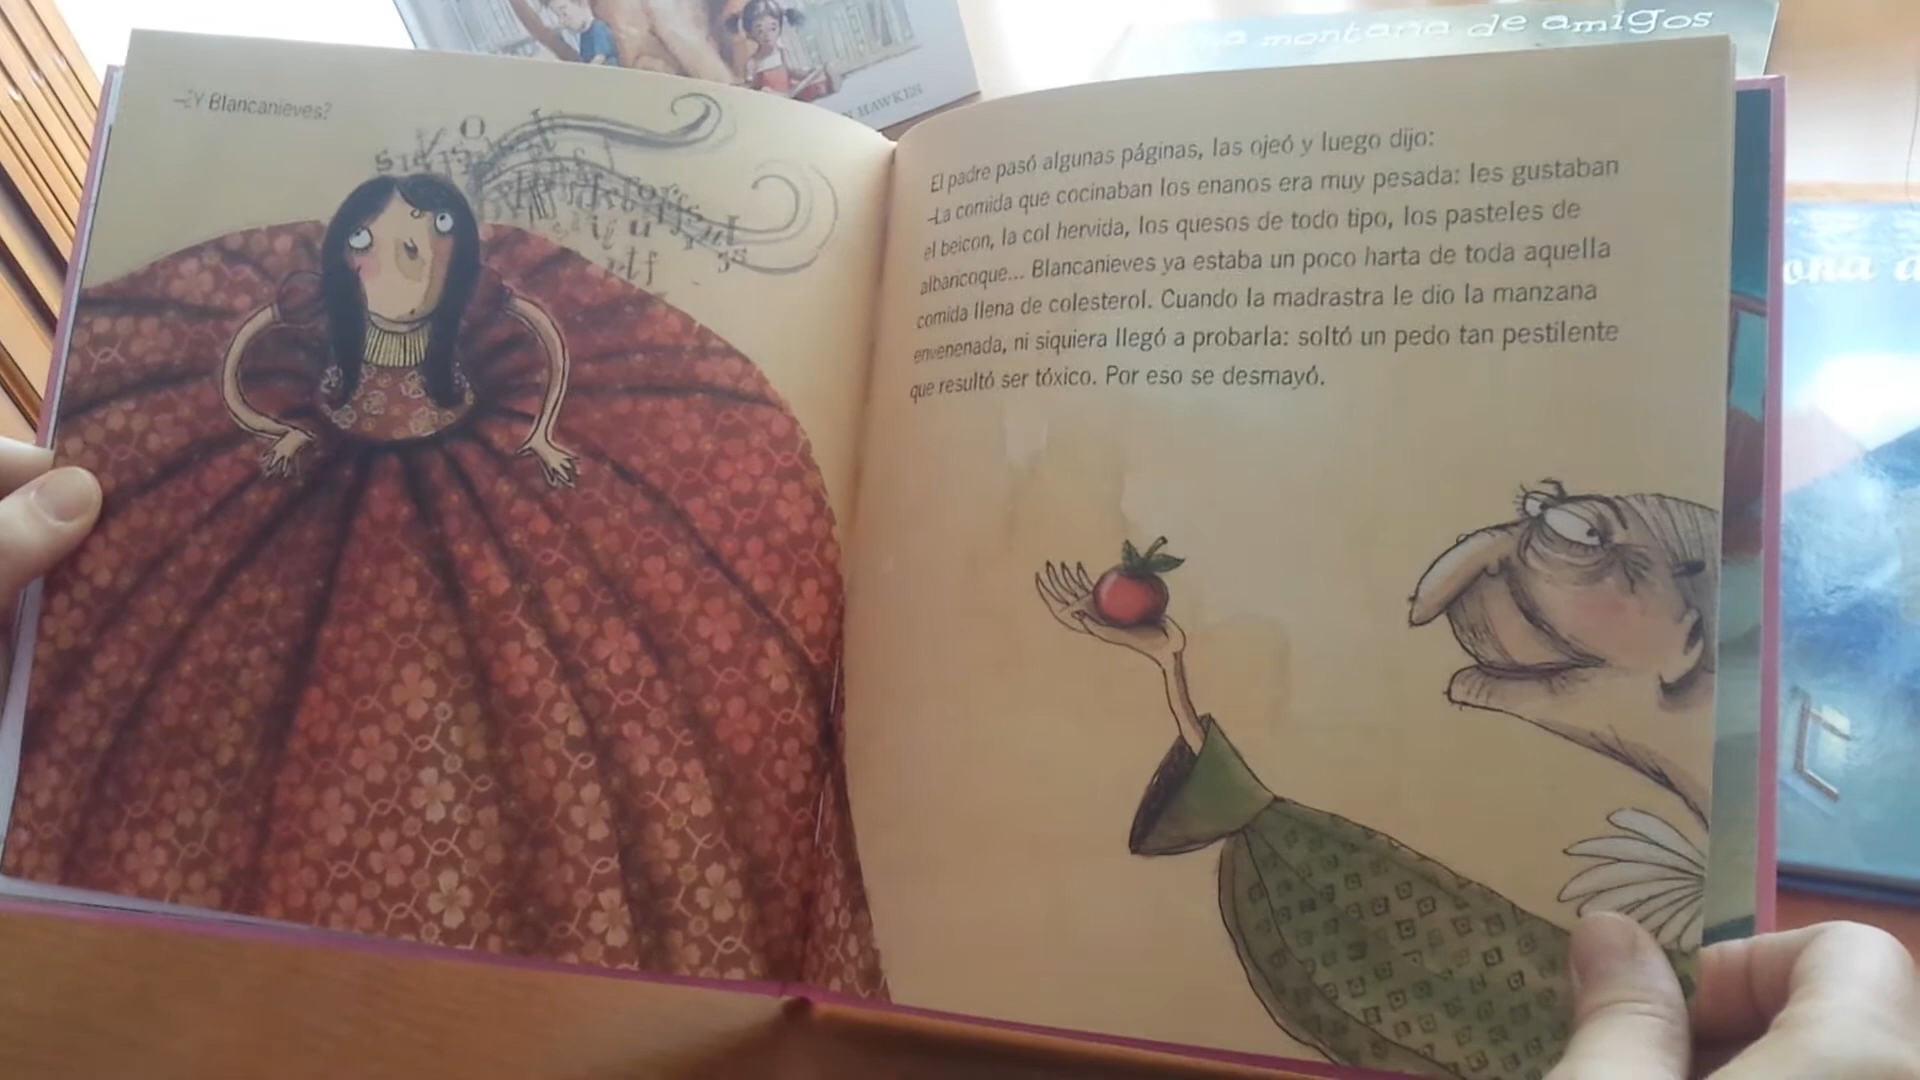 N HAWKES
na montaña de amigos
–¿Y Blancanieves?
El padre pasó algunas páginas, las ojeó y luego dijo:
–La comida que cocinaban los enanos era muy pesada: les gustaban
el beicon, la col hervida, los quesos de todo tipo, los pasteles de
albaricoque... Blancanieves ya estaba un poco harta de toda aquella
comida llena de colesterol. Cuando la madrastra le dio la manzana
envenenada, ni siquiera llegó a probarla: soltó un pedo tan pestilente
que resultó ser tóxico. Por eso se desmayó.
ona d